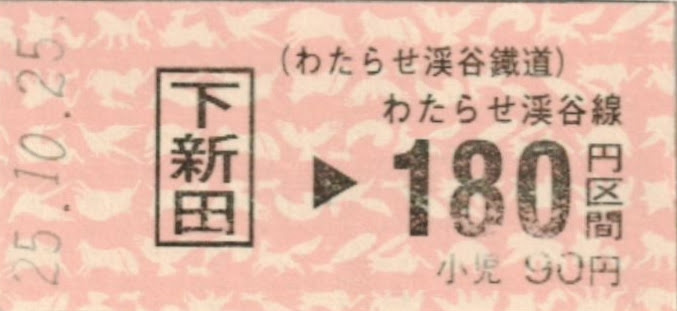 25.10.25.
下新田
(わたらせ渓谷鐵道)
わたらせ渓谷線
▶180円区間
小児 90円